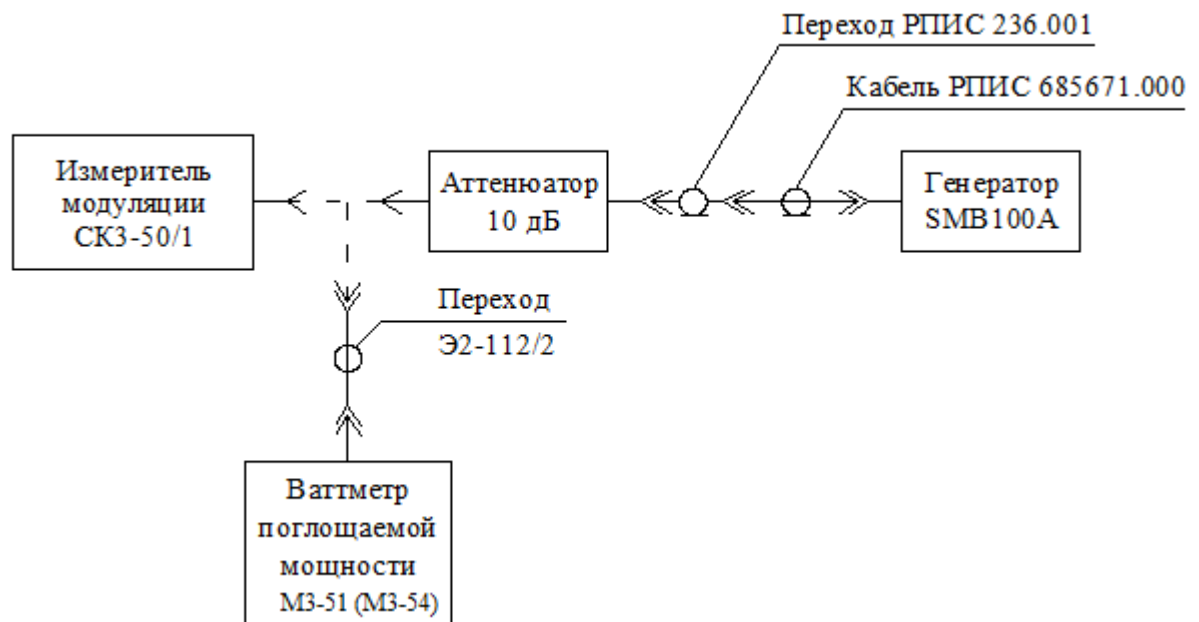 Переход РПИС 236.001
Кабель РПИС 685671.000
Измеритель
модуляции
СК3-50/1
Аттенюатор
10 дБ
Генератор
SMB100A
Переход
Э2-112/2
Ваттметр
поглощаемой
мощности
М3-51 (М3-54)